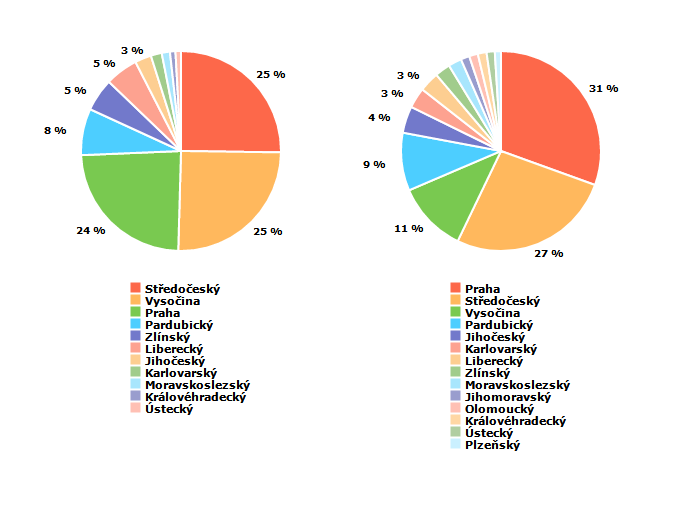 3 %
5 %
5 %
8 %
24 %
25 %
25 %
Středočeský
Vysočina
Praha
Pardubický
Zlínský
Liberecký
Jihočeský
Karlovarský
Moravskoslezský
Královéhradecký
Ústecký
3 %
3 %
4 %
9 %
11 %
27 %
31 %
Praha
Středočeský
Vysočina
Pardubický
Jihočeský
Karlovarský
Liberecký
Zlínský
Moravskoslezský
Jihomoravský
Olomoucký
Královéhradecký
Ústecký
Plzeňský